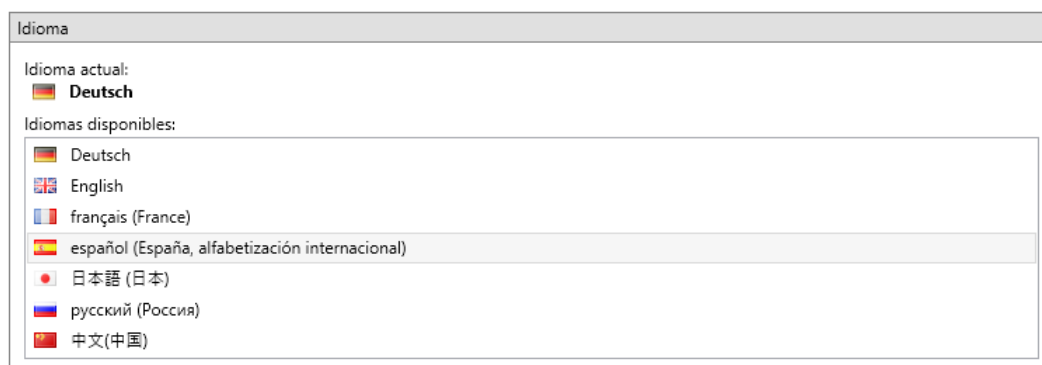 Idioma
Idioma actual:
Deutsch
Idiomas disponibles:
Deutsch
English
français (France)
español (España, alfabetización internacional)
日本語 (日本)
русский (Россия)
中文(中国)